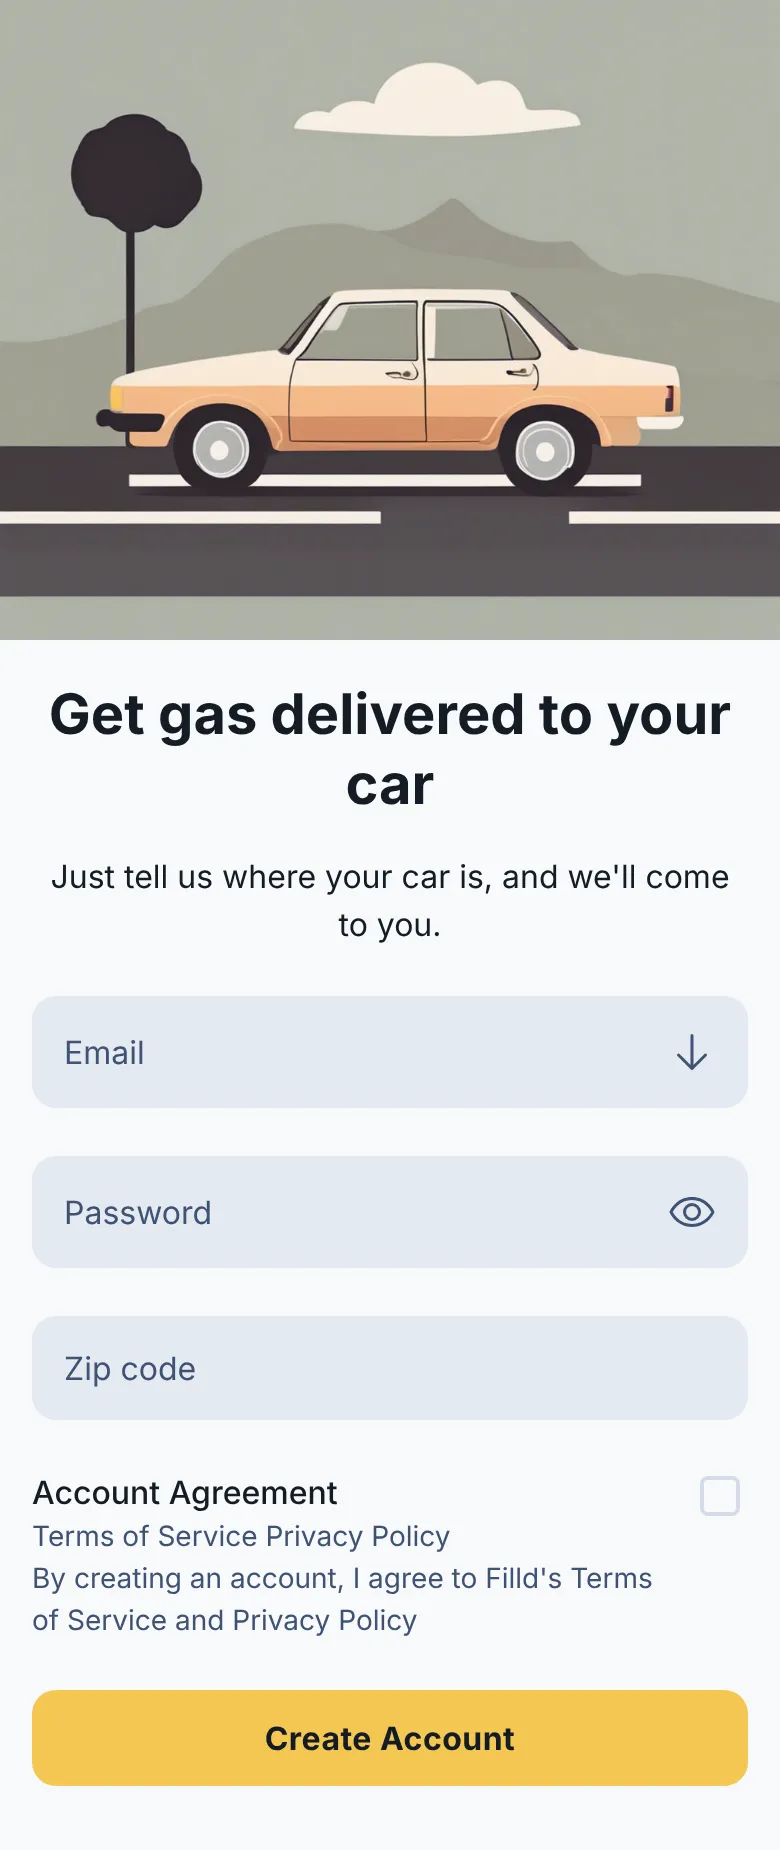 Get gas delivered to your
car
Just tell us where your car is, and we'll come
to you.
Email
Password
Zip code
Account Agreement
Terms of Service Privacy Policy
By creating an account, I agree to Filld's Terms
of Service and Privacy Policy
Create Account